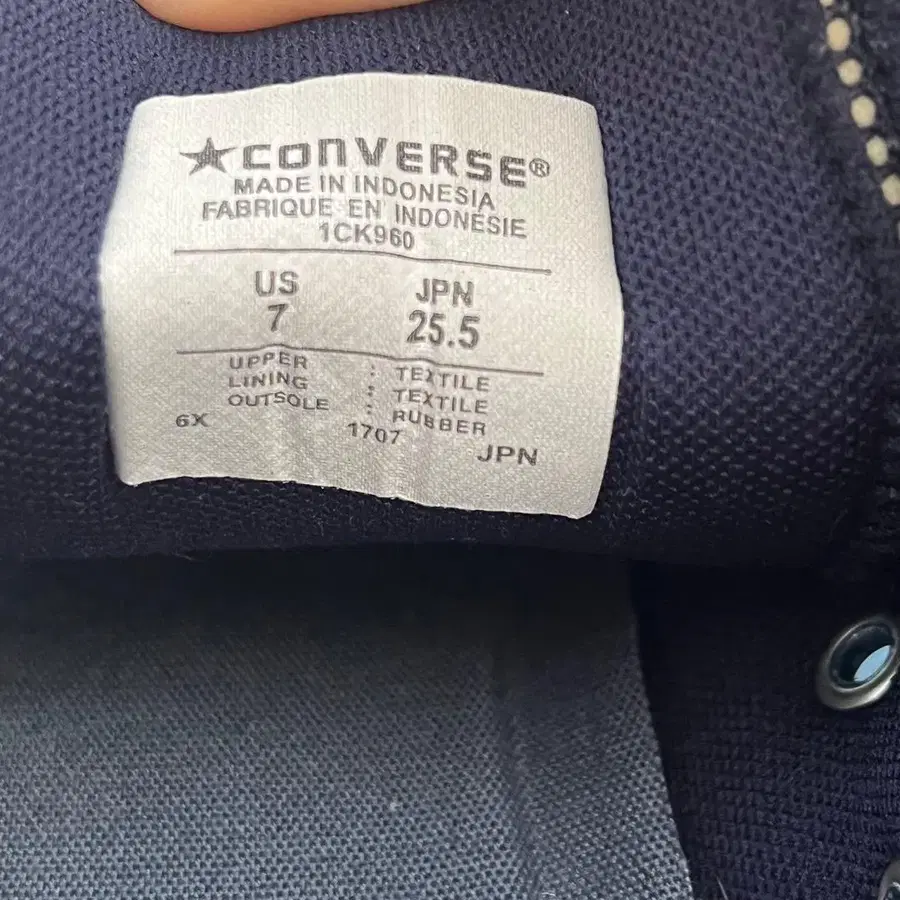 ★CONVERSE®
MADE IN INDONESIA
FABRIQUE EN INDONÉSIE
1CK960
US JPN
7 25.5
UPPER : TEXTILE
LINING : TEXTILE
OUTSOLE : RUBBER
6X 1707 JPN